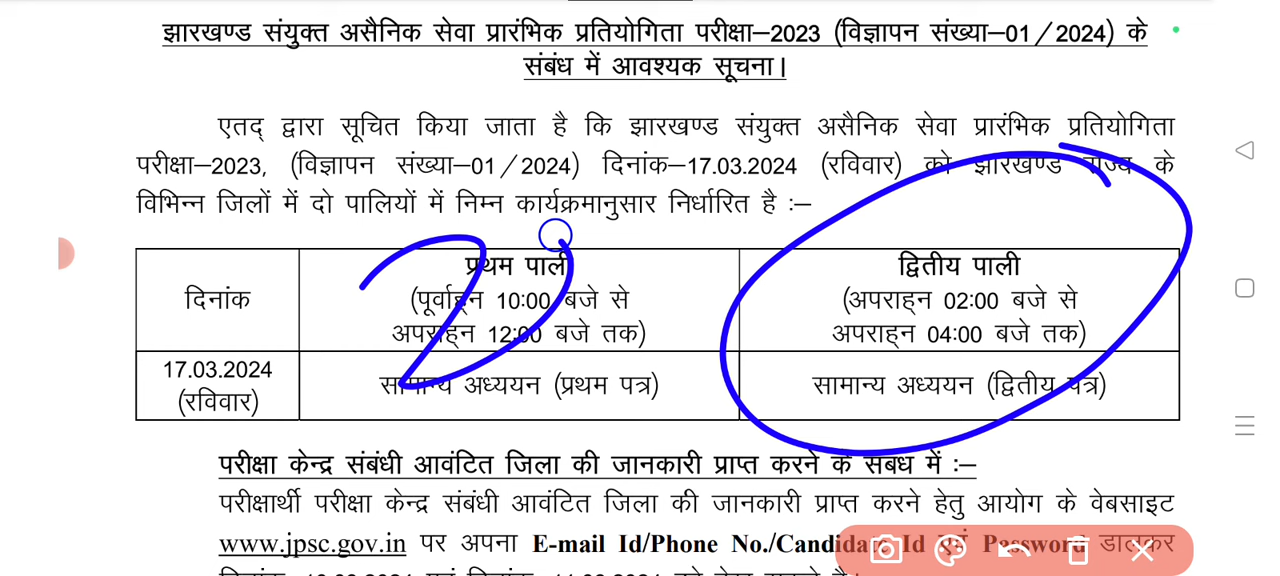 झारखण्ड संयुक्त असैनिक सेवा प्रारंभिक प्रतियोगिता परीक्षा–2023 (विज्ञापन संख्या–01/2024) के
संबंध में आवश्यक सूचना।
एतद् द्वारा सूचित किया जाता है कि झारखण्ड संयुक्त असैनिक सेवा प्रारंभिक प्रतियोगिता
परीक्षा–2023, (विज्ञापन संख्या–01/2024) दिनांक–17.03.2024 (रविवार) को झारखण्ड राज्य के
विभिन्न जिलों में दो पालियों में निम्न कार्यक्रमानुसार निर्धारित है :–
दिनांक
प्रथम पाली
(पूर्वाह्न 10:00 बजे से
अपराह्न 12:00 बजे तक)
द्वितीय पाली
(अपराह्न 02:00 बजे से
अपराह्न 04:00 बजे तक)
17.03.2024
(रविवार)
सामान्य अध्ययन (प्रथम पत्र)
सामान्य अध्ययन (द्वितीय पत्र)
2
परीक्षा केन्द्र संबंधी आवंटित जिला की जानकारी प्राप्त करने के संबंध में :–
परीक्षार्थी परीक्षा केन्द्र संबंधी आवंटित जिला की जानकारी प्राप्त करने हेतु आयोग के वेबसाइट
www.jpsc.gov.in पर अपना E-mail Id/Phone No./Candidate Id एवं Password डालकर